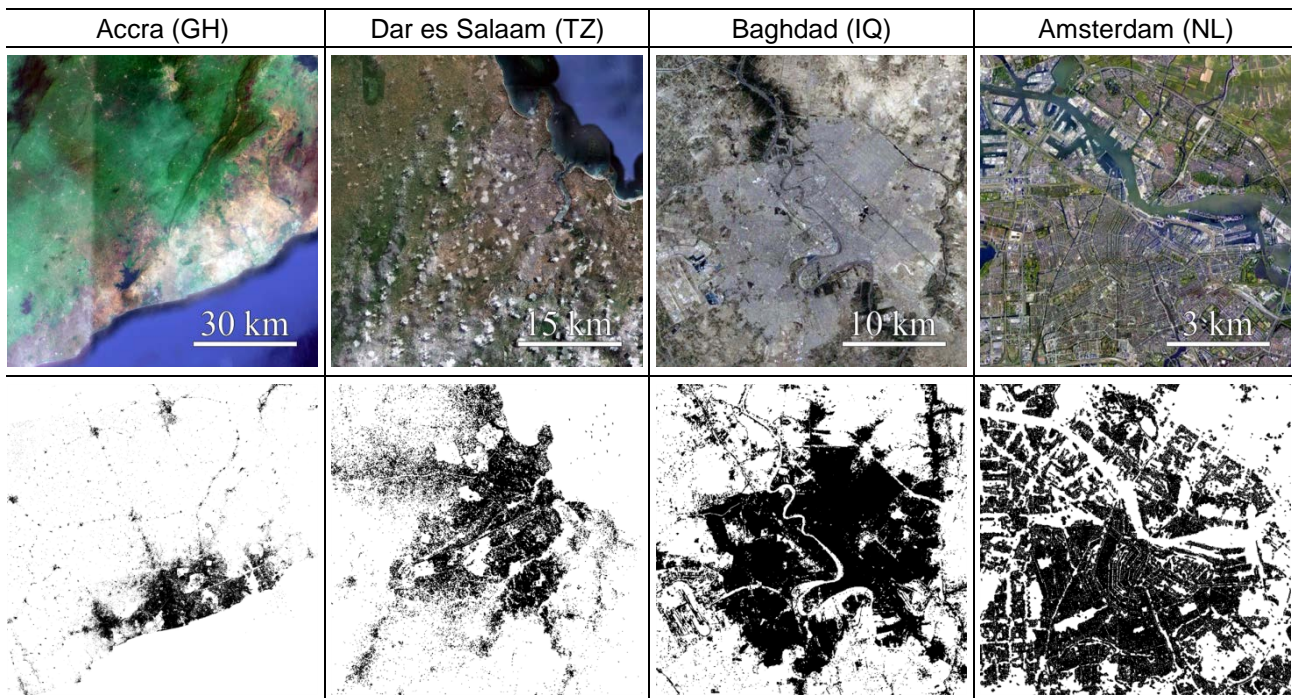 Accra (GH)
Dar es Salaam (TZ)
Baghdad (IQ)
Amsterdam (NL)
30 km
15 km
10 km
3 km